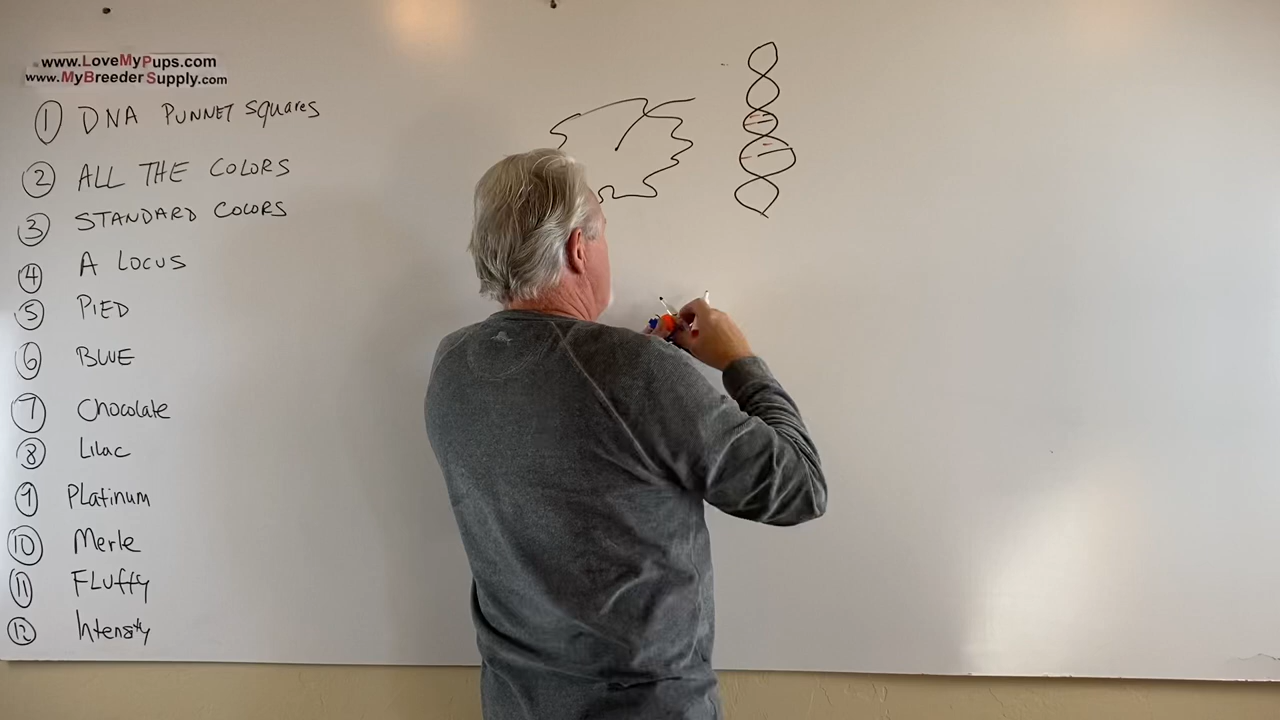 www.LoveMyPups.com
www.MyBreederSupply.com
1 DNA PUNNET Squares
2 ALL THE COLORS
3 STANDARD COLORS
4 A LOCUS
5 PIED
6 BLUE
7 Chocolate
8 Lilac
9 Platinum
10 Merle
11 FLuffy
12 Intensity